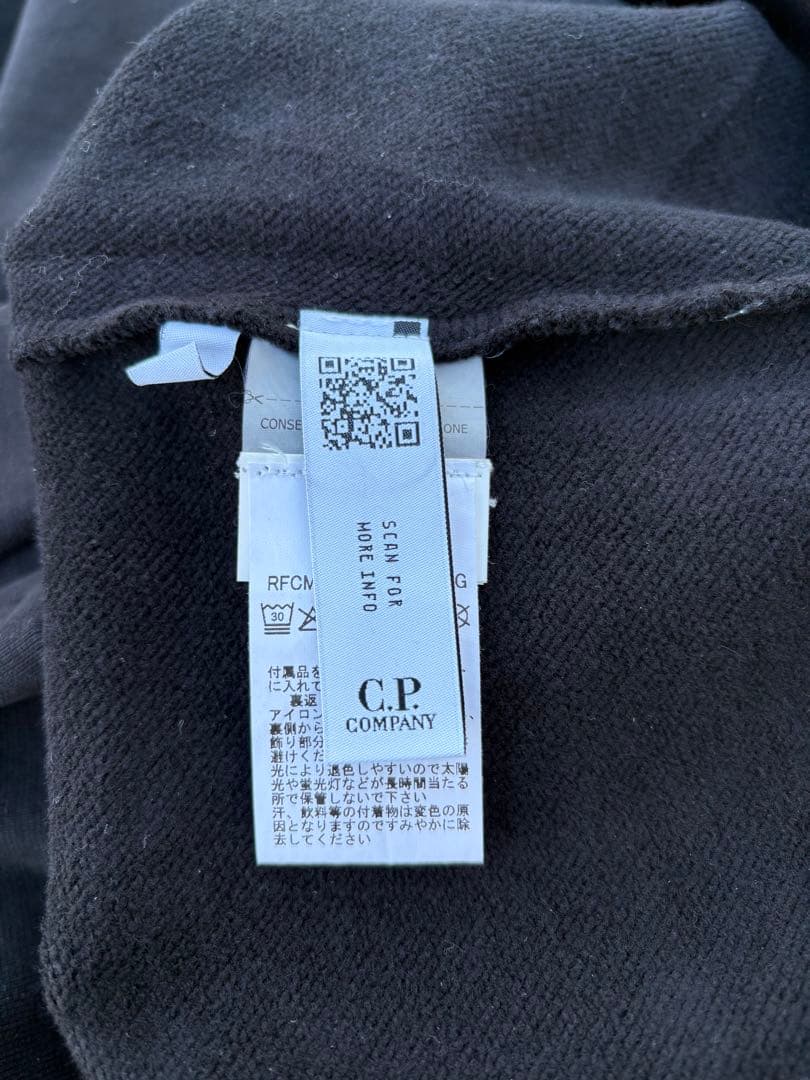 CONSE
ONE
SCAN FOR
MORE INFO
C.P.
COMPANY
RFCM
G
30
付属品を
に入れて
裏返
アイロン
裏側から
飾り部分
避けくだ
光により退色しやすいので太陽
光や蛍光灯などが長時間当たる
所で保管しないで下さい
汗、飲料等の付着物は変色の原
因となりますのですみやかに除
去してください